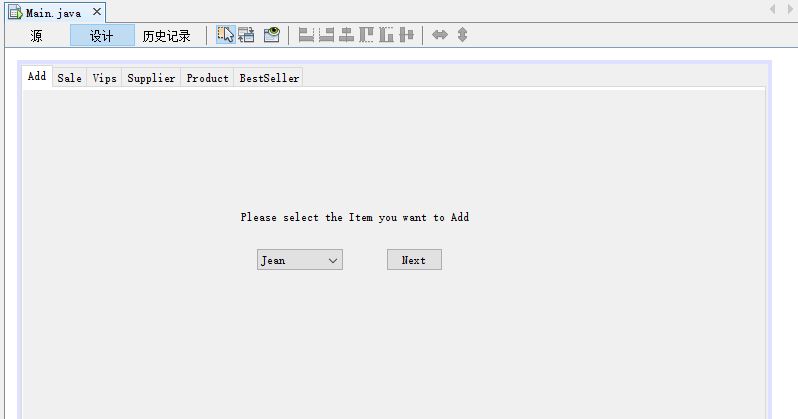 Main.java
源 设计 历史记录
Add Sale Vips Supplier Product BestSeller
Please select the Item you want to Add
Jean Next